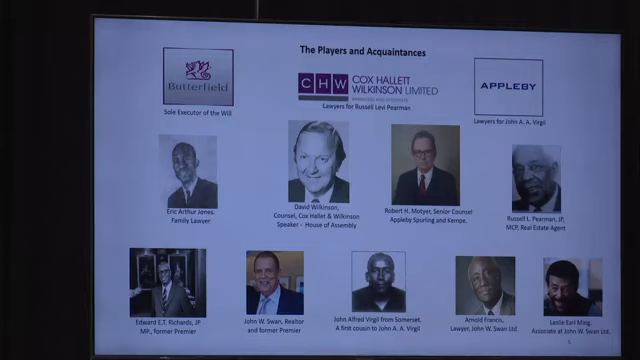 The Players and Acquaintances
Butterfield
Sole Executor of the Will
CHW COX HALLETT
WILKINSON LIMITED
BARRISTERS AND ATTORNEYS
Lawyers for Russell Levi Pearman
APPLEBY
Lawyers for John A. A. Virgil
Eric Arthur Jones.
Family Lawyer
David Wilkinson,
Counsel, Cox Hallet & Wilkinson
Speaker - House of Assembly
Robert H. Motyer, Senior Counsel
Appleby Spurling and Kempe.
Russell L. Pearman, JP,
MCP, Real Estate Agent
Edward E.T. Richards, JP
MP., former Premier
John W. Swan, Realtor
and former Premier
John Alfred Virgil from Somerset.
A first cousin to John A.A. Virgil
Arnold Francis,
Lawyer, John W. Swan Ltd.
Leslie Earl Ming.
Associate at John W. Swan Ltd.